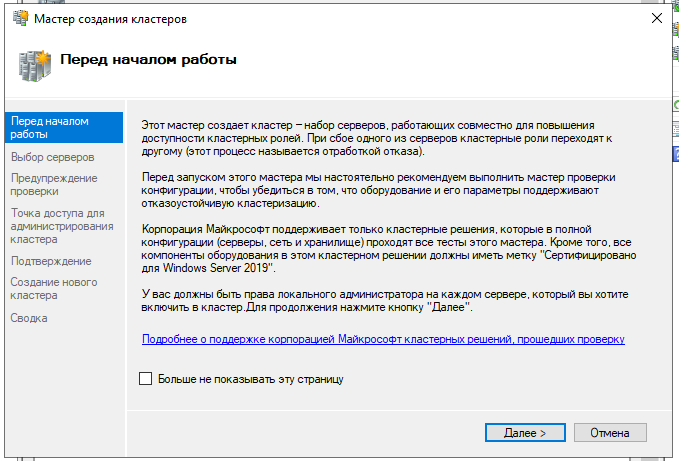 Мастер создания кластеров
Перед началом работы
Перед началом
работы
Выбор серверов
Предупреждение
проверки
Точка доступа для
администрирования
кластера
Подтверждение
Создание нового
кластера
Сводка
Этот мастер создает кластер – набор серверов, работающих совместно для повышения
доступности кластерных ролей. При сбое одного из серверов кластерные роли переходят к
другому (этот процесс называется отработкой отказа).
Перед запуском этого мастера мы настоятельно рекомендуем выполнить мастер проверки
конфигурации, чтобы убедиться в том, что оборудование и его параметры поддерживают
отказоустойчивую кластеризацию.
Корпорация Майкрософт поддерживает только кластерные решения, которые в полной
конфигурации (серверы, сеть и хранилище) проходят все тесты этого мастера. Кроме того, все
компоненты оборудования в этом кластерном решении должны иметь метку "Сертифицировано
для Windows Server 2019".
У вас должны быть права локального администратора на каждом сервере, который вы хотите
включить в кластер.Для продолжения нажмите кнопку "Далее".
Подробнее о поддержке корпорацией Майкрософт кластерных решений, прошедших проверку
Больше не показывать эту страницу
Далее >
Отмена